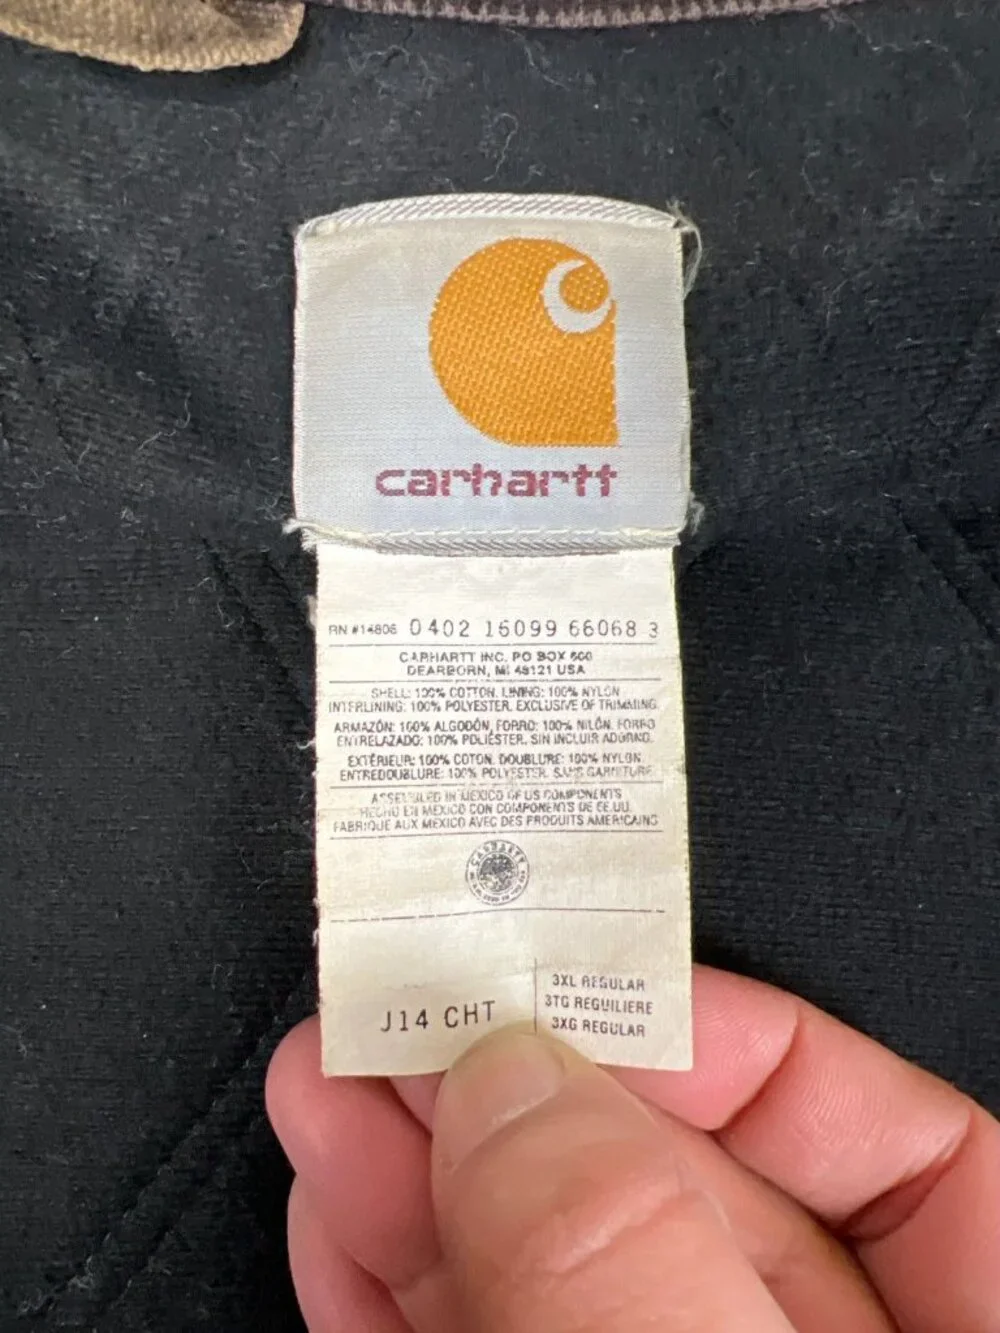 carhartt
RN #14806 0402 16099 66068 3
CARHARTT INC. PO BOX 600
DEARBORN, MI 48121 USA
SHELL: 100% COTTON. LINING: 100% NYLON
INTERLINING: 100% POLYESTER. EXCLUSIVE OF TRIMMING.
ARMAZÓN: 100% ALGODÓN, FORRO: 100% NILÓN. FORRO
ENTRELAZADO: 100% POLIÉSTER. SIN INCLUIR ADORNO.
EXTÉRIEUR: 100% COTON. DOUBLURE: 100% NYLON.
ENTREDOUBLURE: 100% POLYESTER. SANS GARNITURE.
ASSEMBLED IN MEXICO OF US COMPONENTS
HECHO EN MEXICO CON COMPONENTS DE EE.UU.
FABRIQUE AUX MEXICO AVEC DES PRODUITS AMERICAINS
CARHARTT
J14 CHT
3XL REGULAR
3TG REGUILIERE
3XG REGULAR